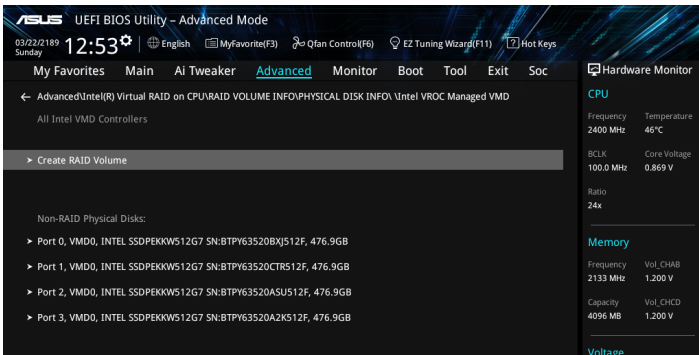 ASUS UEFI BIOS Utility – Advanced Mode
03/22/2189 Sunday 12:53 English MyFavorite(F3) Qfan Control(F6) EZ Tuning Wizard(F11) ? Hot Keys
My Favorites Main Ai Tweaker Advanced Monitor Boot Tool Exit Soc
Advanced\Intel(R) Virtual RAID on CPU\RAID VOLUME INFO\PHYSICAL DISK INFO\ \Intel VROC Managed VMD
All Intel VMD Controllers
Create RAID Volume
Non-RAID Physical Disks:
Port 0, VMD0, INTEL SSDPEKKW512G7 SN:BTPY63520BXJ512F, 476.9GB
Port 1, VMD0, INTEL SSDPEKKW512G7 SN:BTPY63520CTR512F, 476.9GB
Port 2, VMD0, INTEL SSDPEKKW512G7 SN:BTPY63520ASU512F, 476.9GB
Port 3, VMD0, INTEL SSDPEKKW512G7 SN:BTPY63520A2K512F, 476.9GB
Hardware Monitor
CPU
Frequency Temperature
2400 MHz 46°C
BCLK Core Voltage
100.0 MHz 0.869 V
Ratio
24x
Memory
Frequency Vol_CHAB
2133 MHz 1.200 V
Capacity Vol_CHCD
4096 MB 1.200 V
Voltage